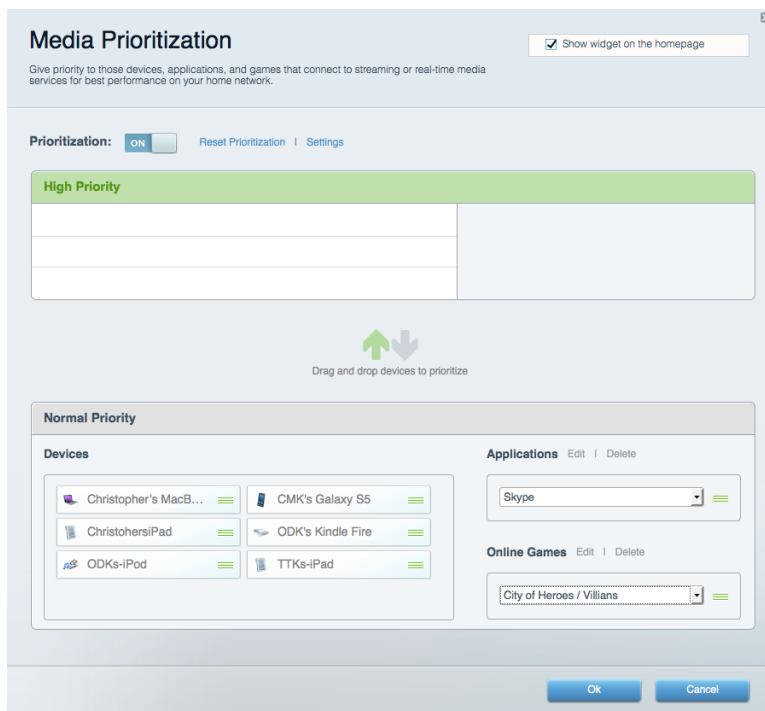 Media Prioritization
Show widget on the homepage
Give priority to those devices, applications, and games that connect to streaming or real-time media
services for best performance on your home network.
Prioritization: ON Reset Prioritization | Settings
High Priority
Drag and drop devices to prioritize
Normal Priority
Devices
Christopher's MacB...
CMK's Galaxy S5
ChristohersiPad
ODK's Kindle Fire
ODKs-iPod
TTKs-iPad
Applications Edit | Delete
Skype
Online Games Edit | Delete
City of Heroes / Villians
Ok
Cancel